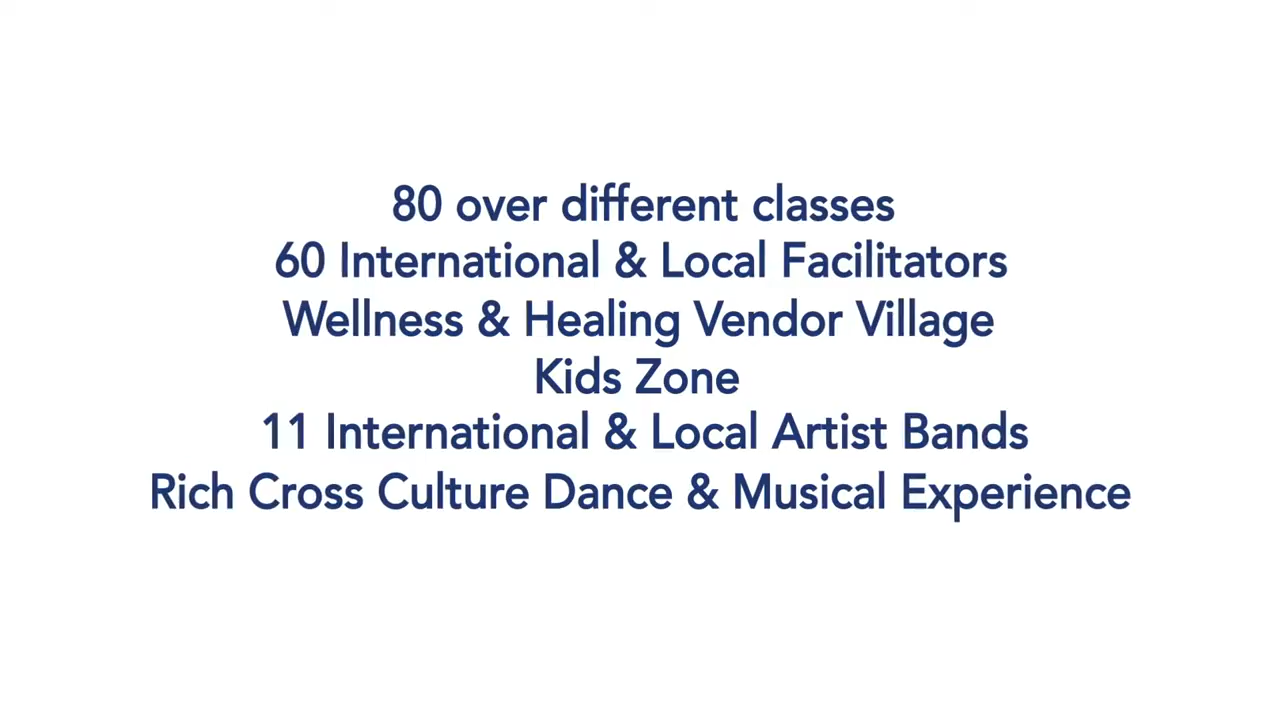 80 over different classes
60 International & Local Facilitators
Wellness & Healing Vendor Village
Kids Zone
11 International & Local Artist Bands
Rich Cross Culture Dance & Musical Experience